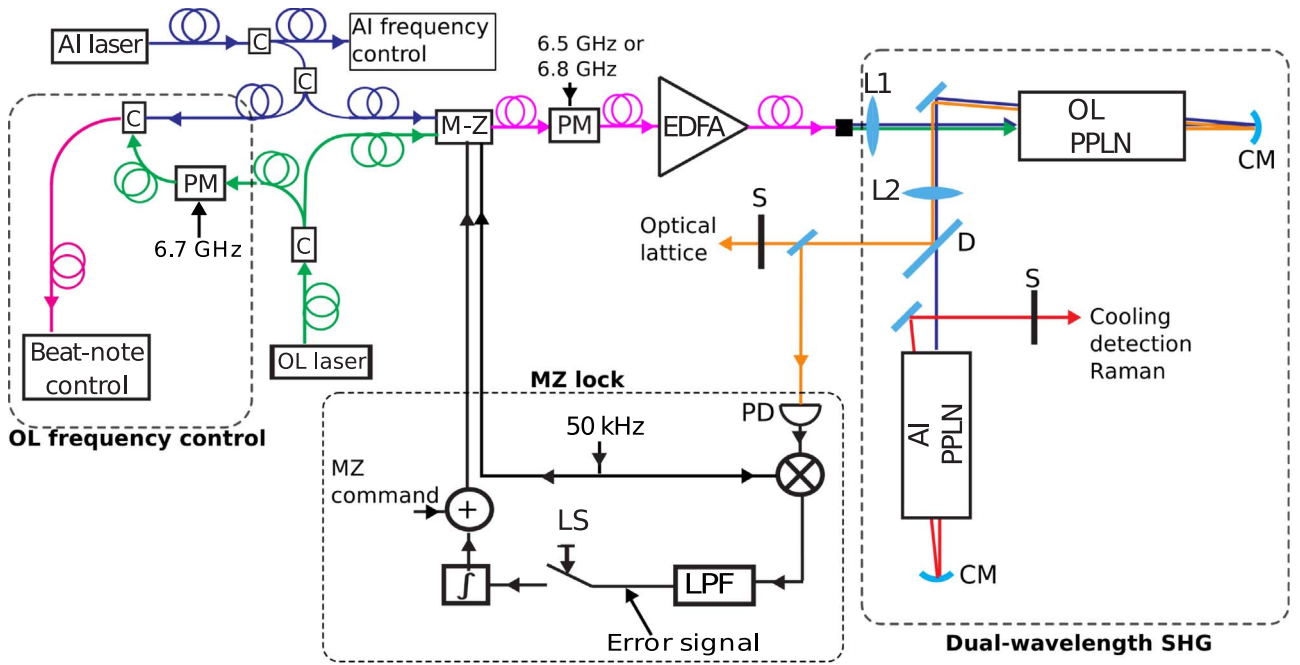 AI laser
C
AI frequency
control
C
6.5 GHz or
6.8 GHz
C
M-Z
PM
EDFA
L1
OL
PPLN
CM
PM
6.7 GHz
C
L2
Optical
lattice
S
D
Beat-note
control
OL laser
OL frequency control
S
Cooling
detection
Raman
MZ lock
PD
50 kHz
AI
PPLN
MZ
command
+
LS
∫
LPF
Error signal
CM
Dual-wavelength SHG